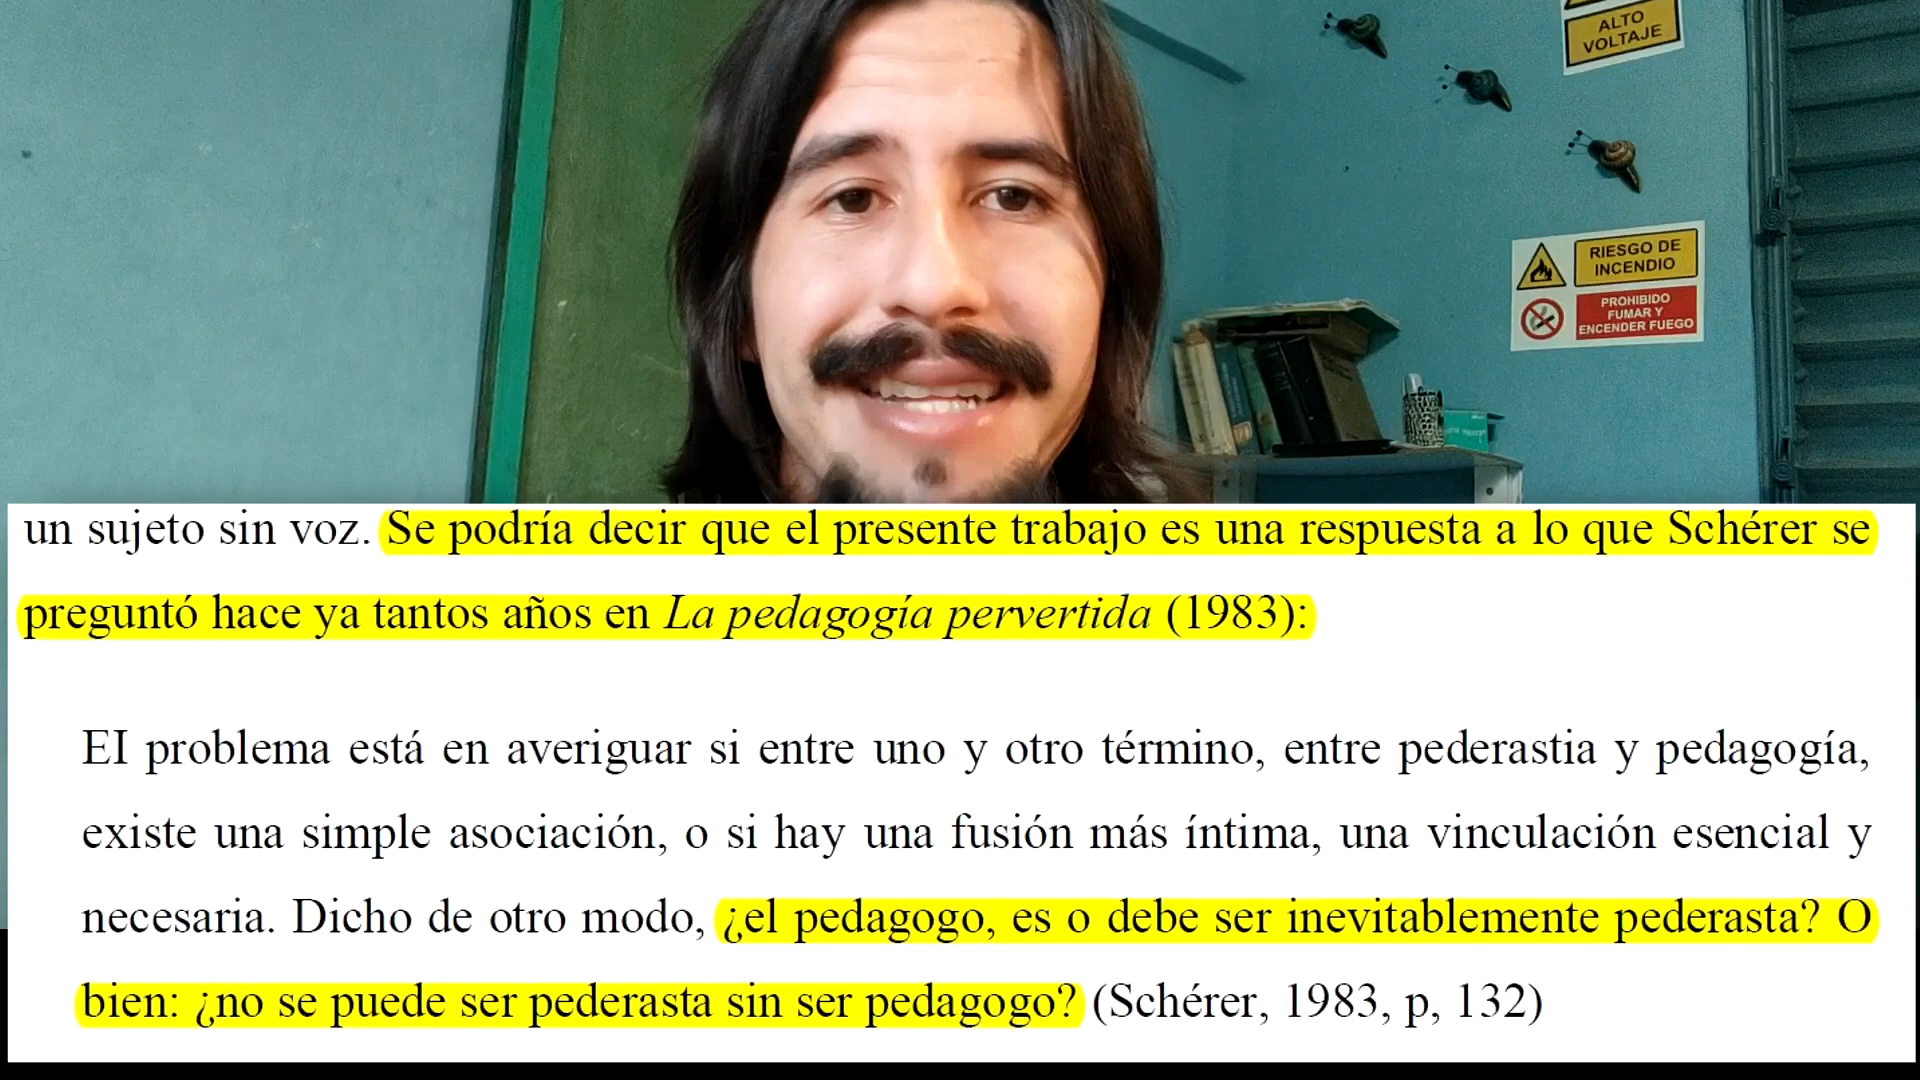 ALTO
VOLTAJE
RIESGO DE
INCENDIO
PROHIBIDO
FUMAR Y
ENCENDER FUEGO
un sujeto sin voz. Se podría decir que el presente trabajo es una respuesta a lo que Schérer se
preguntó hace ya tantos años en La pedagogía pervertida (1983):
EI problema está en averiguar si entre uno y otro término, entre pederastia y pedagogía,
existe una simple asociación, o si hay una fusión más íntima, una vinculación esencial y
necesaria. Dicho de otro modo, ¿el pedagogo, es o debe ser inevitablemente pederasta? O
bien: ¿no se puede ser pederasta sin ser pedagogo? (Schérer, 1983, p, 132)